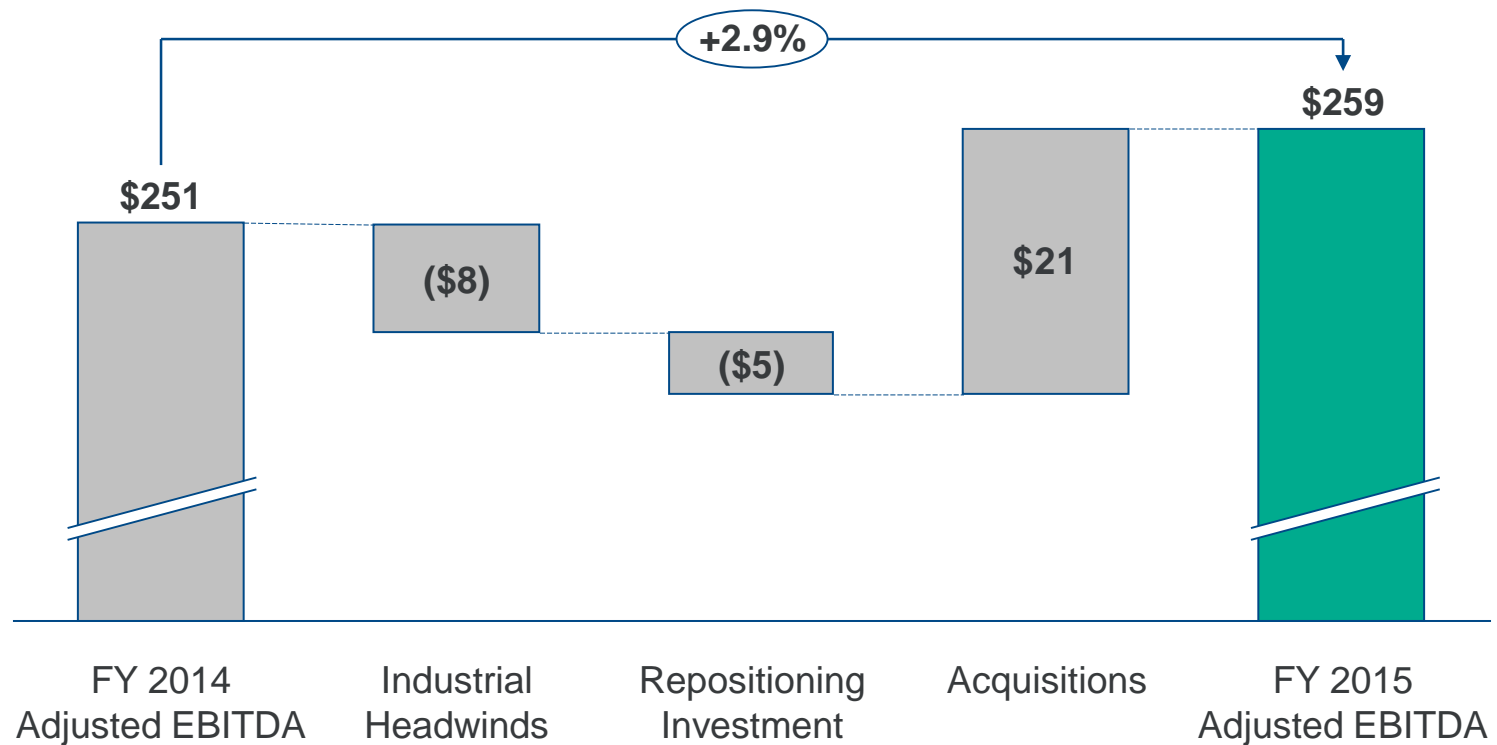 +2.9%
$259
$251
$21
($8)
($5)
FY 2014
Adjusted EBITDA
Industrial
Headwinds
Repositioning
Investment
Acquisitions
FY 2015
Adjusted EBITDA